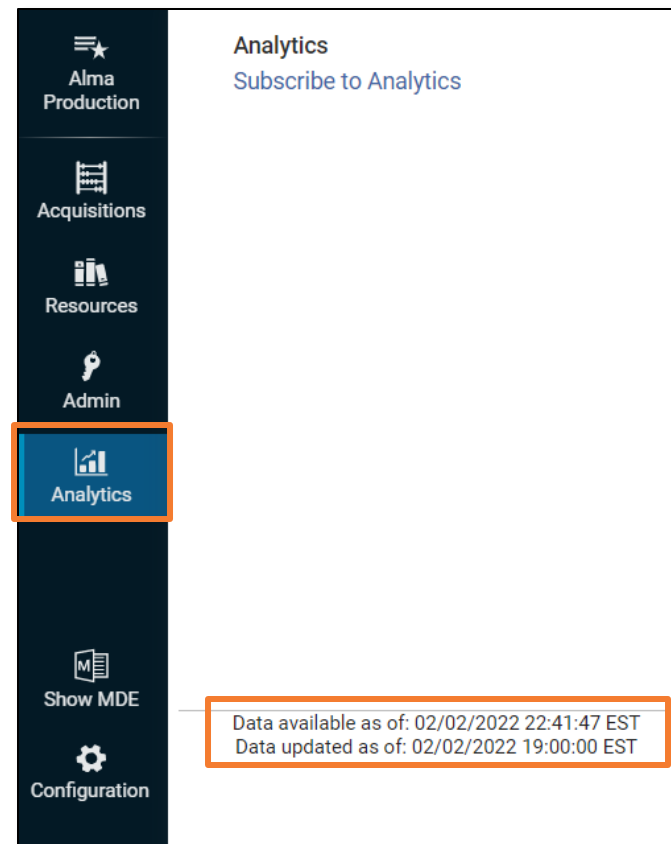 Alma
Production
Acquisitions
Resources
Admin
Analytics
Show MDE
Configuration
Analytics
Subscribe to Analytics
Data available as of: 02/02/2022 22:41:47 EST
Data updated as of: 02/02/2022 19:00:00 EST